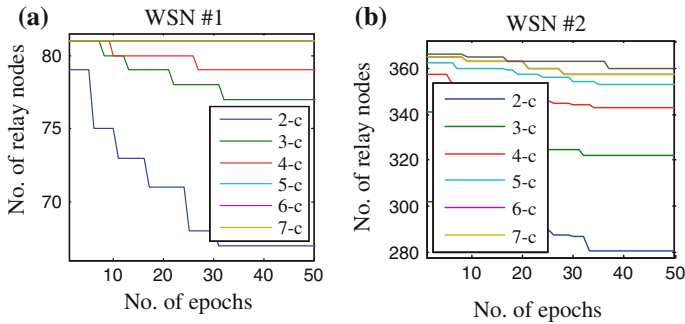 (a)
WSN #1
No. of relay nodes
80
75
70
10
20
30
40
50
No. of epochs
2-c
3-c
4-c
5-c
6-c
7-c
(b)
WSN #2
No. of relay nodes
360
340
320
300
280
10
20
30
40
50
No. of epochs
2-c
3-c
4-c
5-c
6-c
7-c